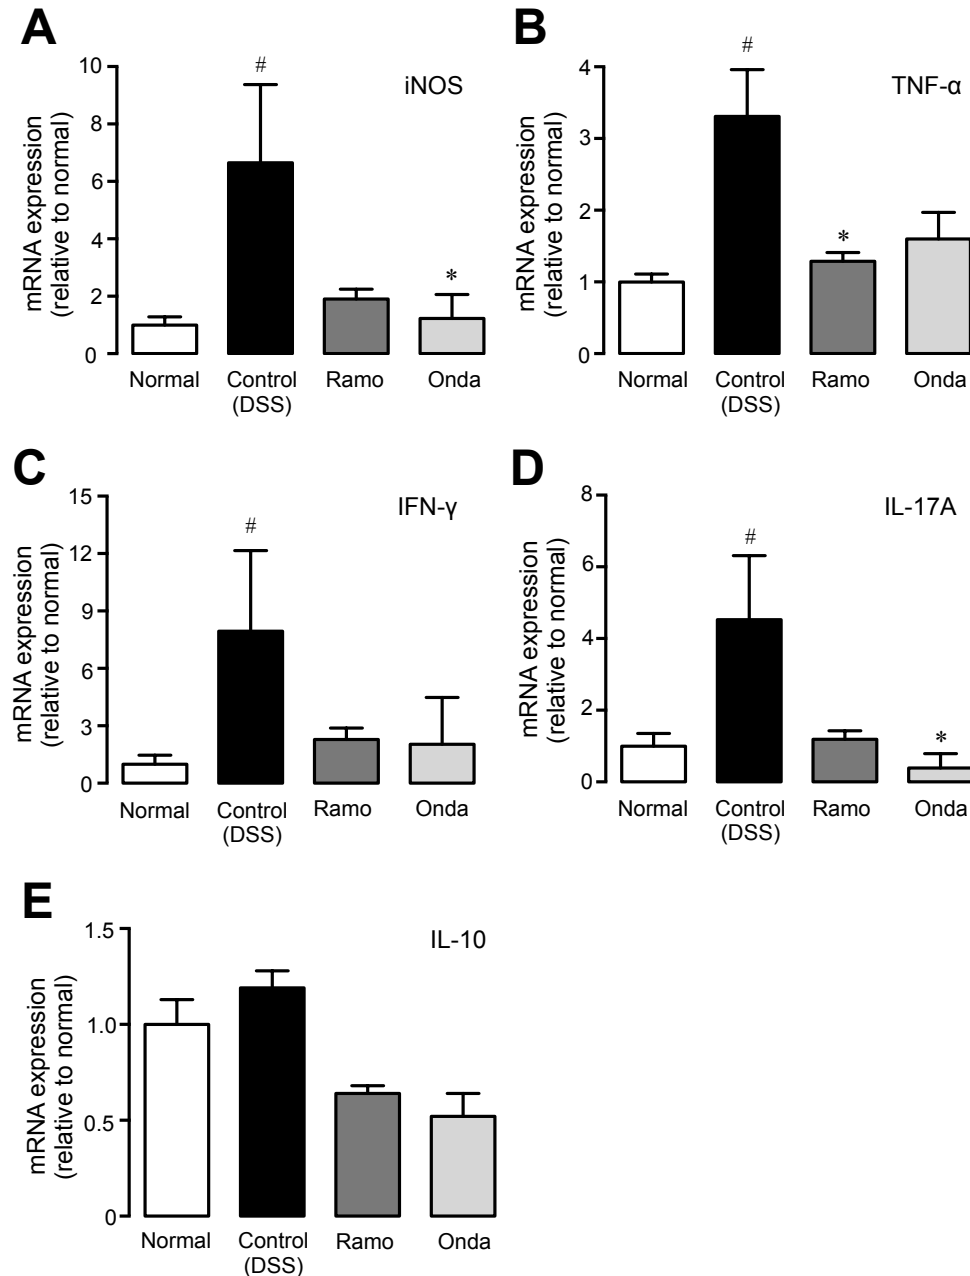 A
iNOS
mRNA expression
(relative to normal)
10
8
6
4
2
0
#
*
Normal
Control
(DSS)
Ramo
Onda
B
TNF-α
mRNA expression
(relative to normal)
4
3
2
1
0
#
*
Normal
Control
(DSS)
Ramo
Onda
C
IFN-γ
mRNA expression
(relative to normal)
15
12
9
6
3
0
#
Normal
Control
(DSS)
Ramo
Onda
D
IL-17A
mRNA expression
(relative to normal)
8
6
4
2
0
#
*
Normal
Control
(DSS)
Ramo
Onda
E
IL-10
mRNA expression
(relative to normal)
1.5
1.0
0.5
0
Normal
Control
(DSS)
Ramo
Onda